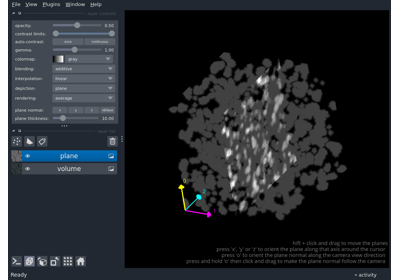 File View Plugins Window Help
opacity: 0.50
contrast limits:
auto-contrast: once continuous
gamma: 1.00
colormap: gray
blending: additive
interpolation: linear
depiction: plane
rendering: average
plane normal: x y z oblique
plane thickness: 10.00
plane
volume
shift + click and drag to move the planes
press 'x', 'y' or 'z' to orient the plane along that axis around the cursor
press 'o' to orient the plane normal along the camera view direction
press and hold 'o' then click and drag to make the plane normal follow the camera
Ready
activity